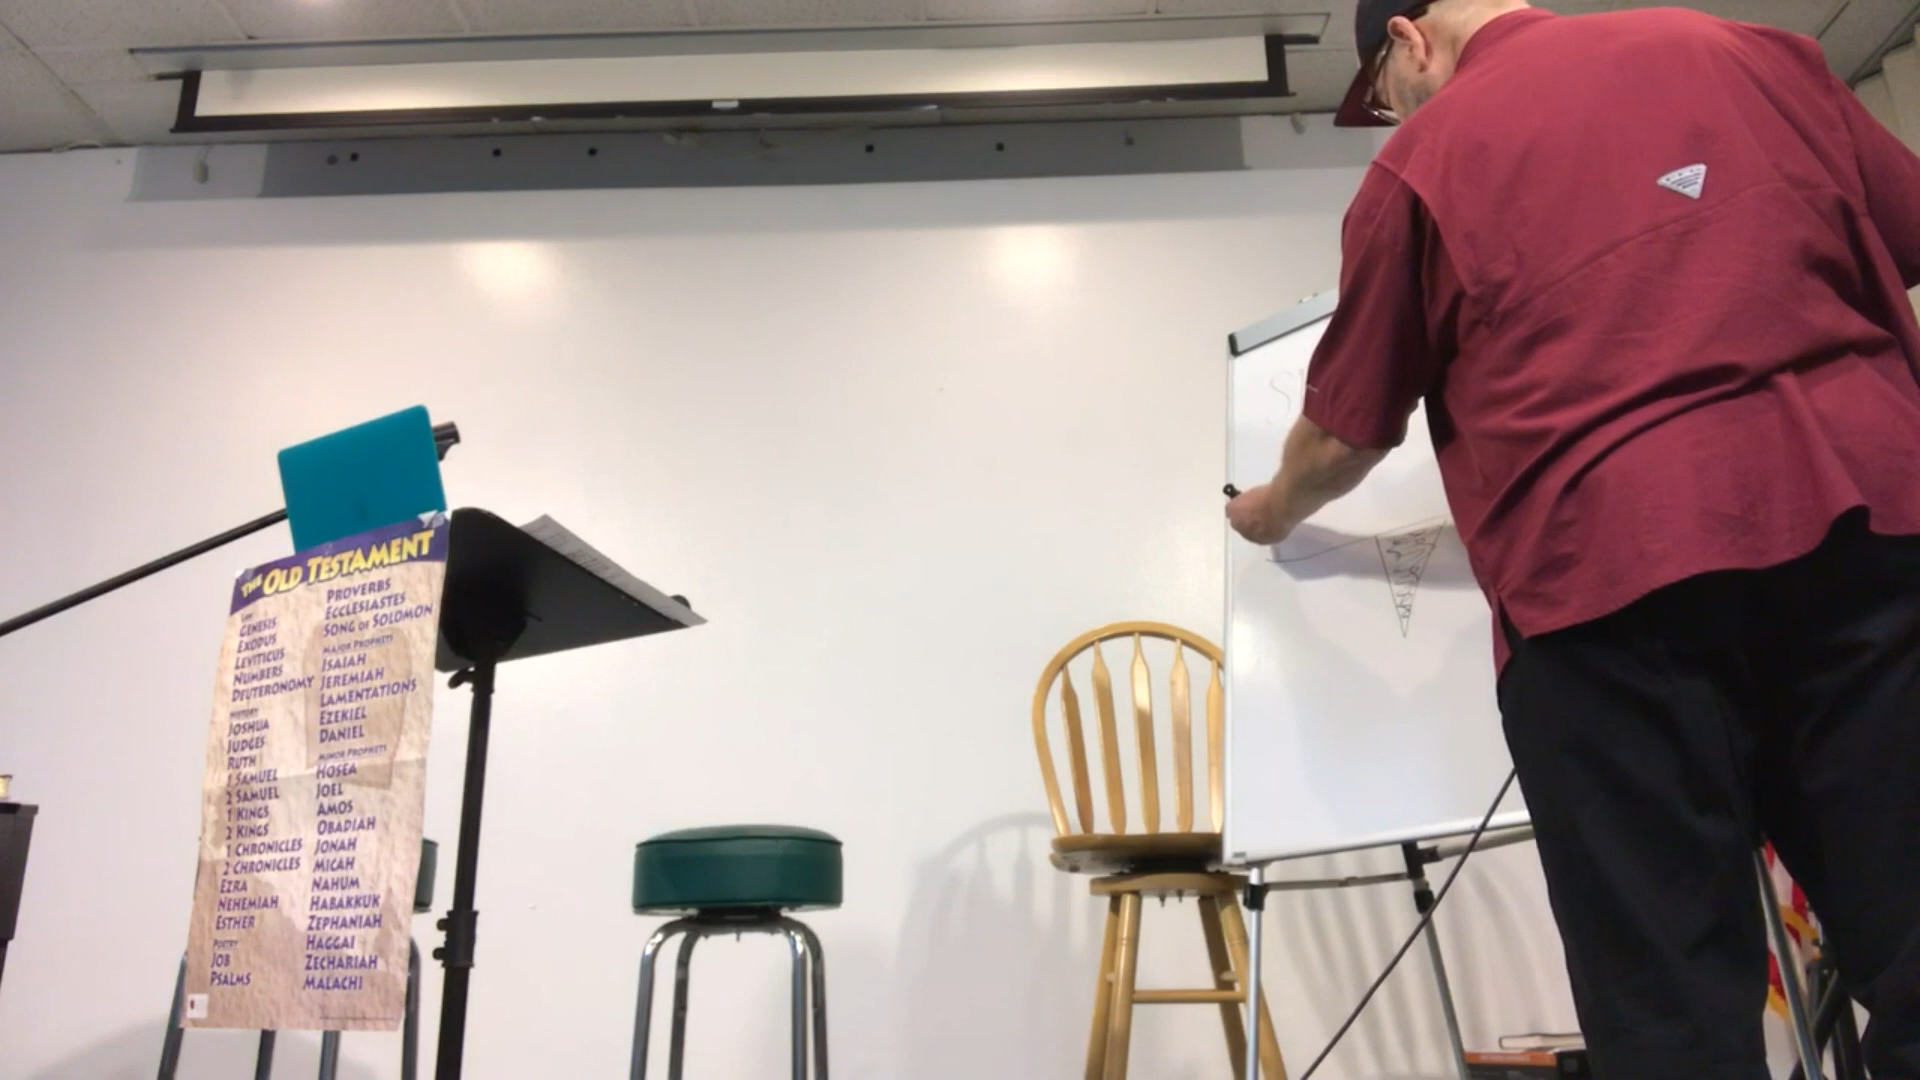 THE OLD TESTAMENT
LAW
GENESIS
EXODUS
LEVITICUS
NUMBERS
DEUTERONOMY
HISTORY
JOSHUA
JUDGES
RUTH
1 SAMUEL
2 SAMUEL
1 KINGS
2 KINGS
1 CHRONICLES
2 CHRONICLES
EZRA
NEHEMIAH
ESTHER
POETRY
JOB
PSALMS
PROVERBS
ECCLESIASTES
SONG OF SOLOMON
MAJOR PROPHETS
ISAIAH
JEREMIAH
LAMENTATIONS
EZEKIEL
DANIEL
MINOR PROPHETS
HOSEA
JOEL
AMOS
OBADIAH
JONAH
MICAH
NAHUM
HABAKKUK
ZEPHANIAH
HAGGAI
ZECHARIAH
MALACHI